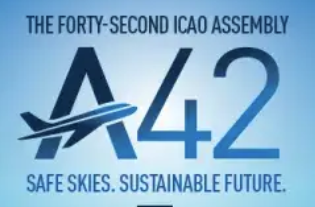 THE FORTY-SECOND ICAO ASSEMBLY
A42
SAFE SKIES. SUSTAINABLE FUTURE.